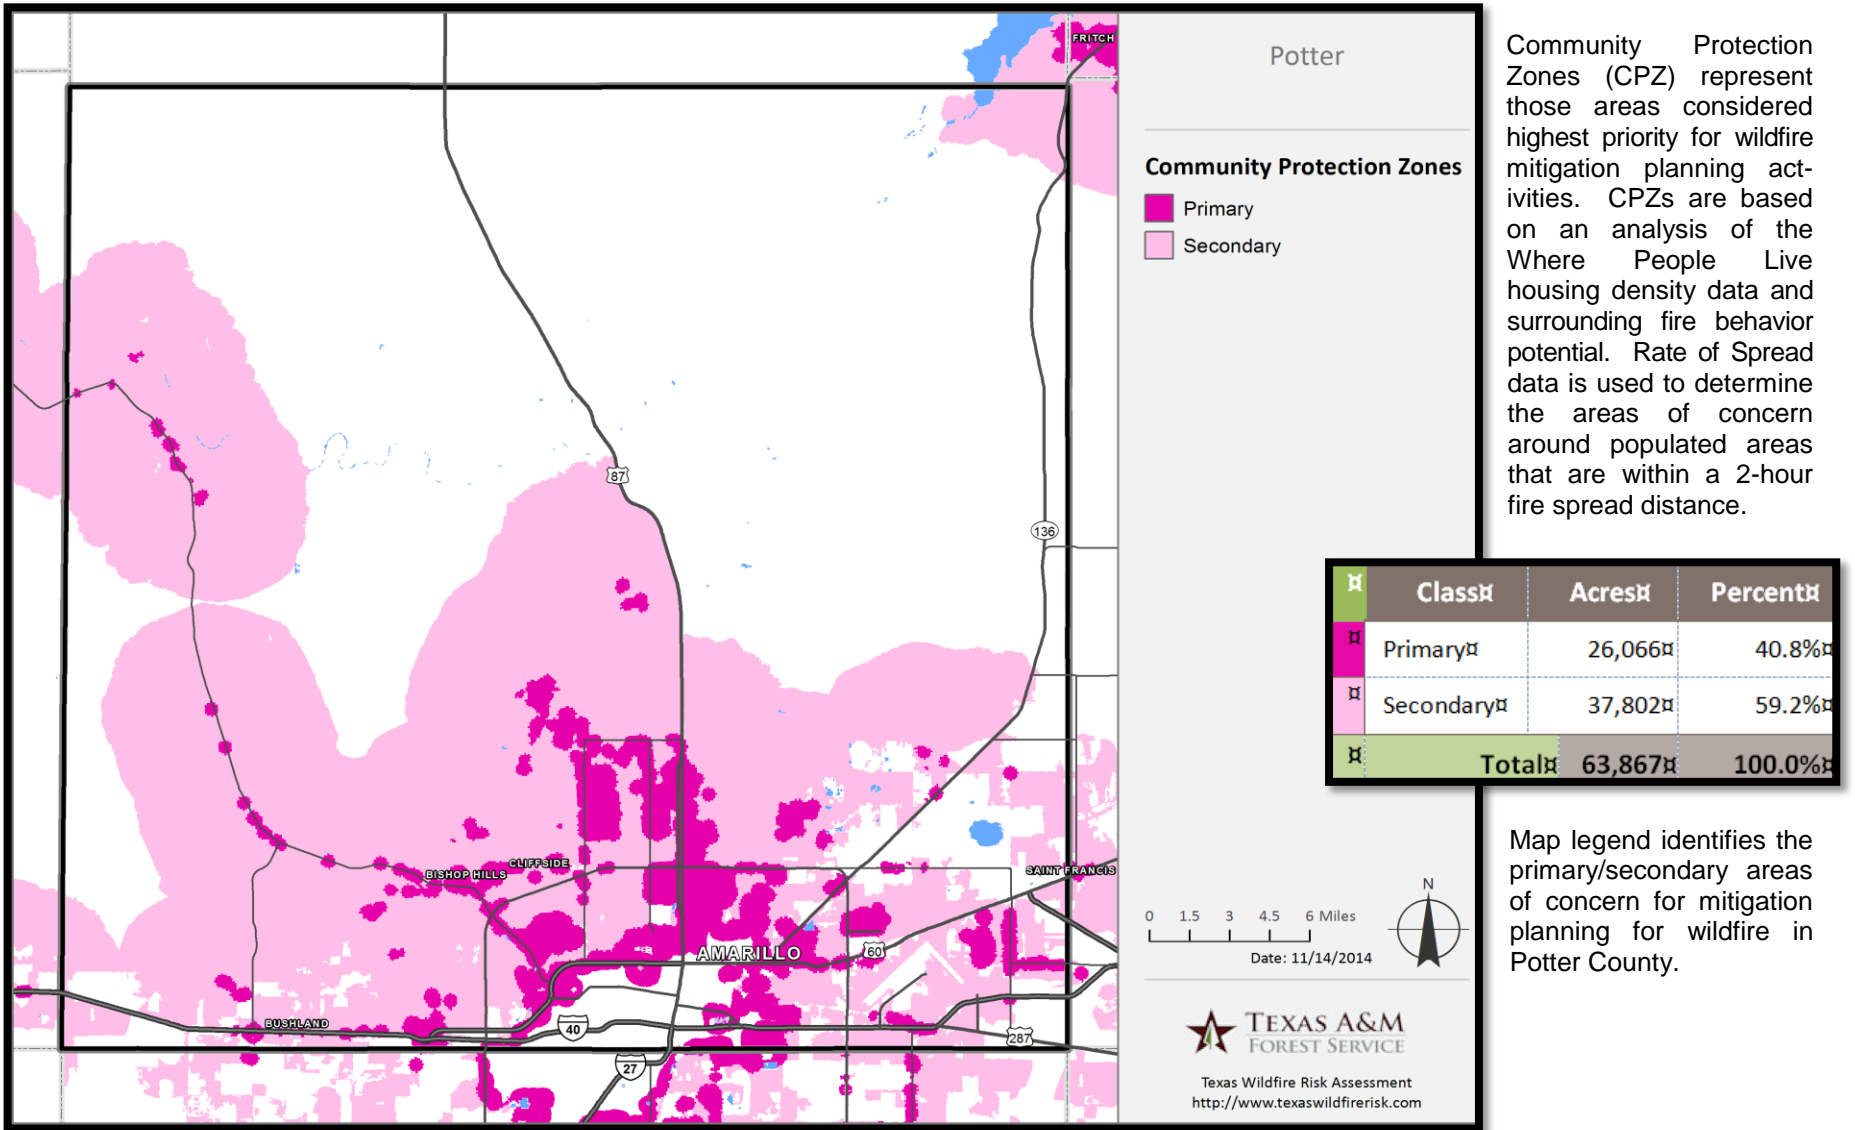 FRITCH
87
136
CLIFFSIDE
BISHOP HILLS
SAINT FRANCIS
AMARILLO
60
BUSHLAND
40
287
27
Potter
Community Protection Zones
Primary
Secondary
0 1.5 3 4.5 6 Miles
N
Date: 11/14/2014
TEXAS A&M
FOREST SERVICE
Texas Wildfire Risk Assessment
http://www.texaswildfirerisk.com
Community Protection
Zones (CPZ) represent
those areas considered
highest priority for wildfire
mitigation planning act-
ivities. CPZs are based
on an analysis of the
Where People Live
housing density data and
surrounding fire behavior
potential. Rate of Spread
data is used to determine
the areas of concern
around populated areas
that are within a 2-hour
fire spread distance.
¤ Class¤ Acres¤ Percent¤
¤ Primary¤ 26,066¤ 40.8%¤
¤ Secondary¤ 37,802¤ 59.2%¤
¤ Total¤ 63,867¤ 100.0%¤
Map legend identifies the
primary/secondary areas
of concern for mitigation
planning for wildfire in
Potter County.